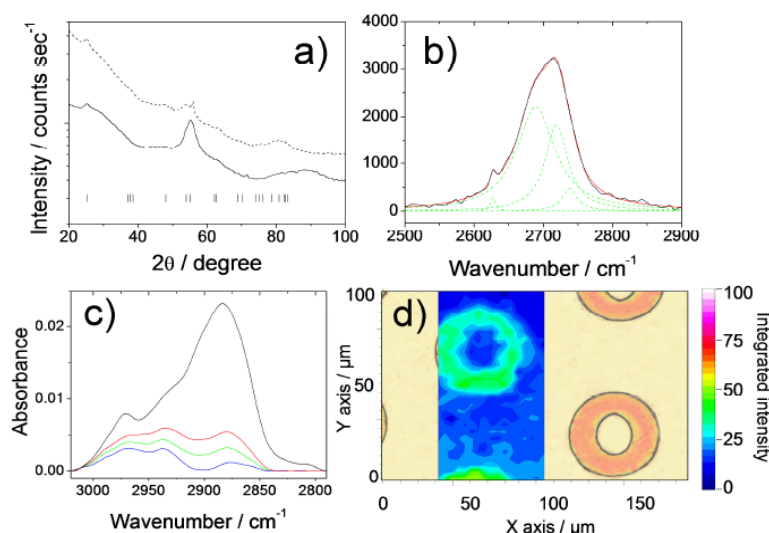 a)
Intensity / counts sec-1
20 40 60 80 100
2θ / degree
b)
4000
3000
2000
1000
0
2500 2600 2700 2800 2900
Wavenumber / cm-1
c)
Absorbance
0.02
0.01
0.00
3000 2950 2900 2850 2800
Wavenumber / cm-1
d)
Y axis / µm
100
50
0
0 50 100 150
X axis / µm
100
75
50
25
0
Integrated intensity